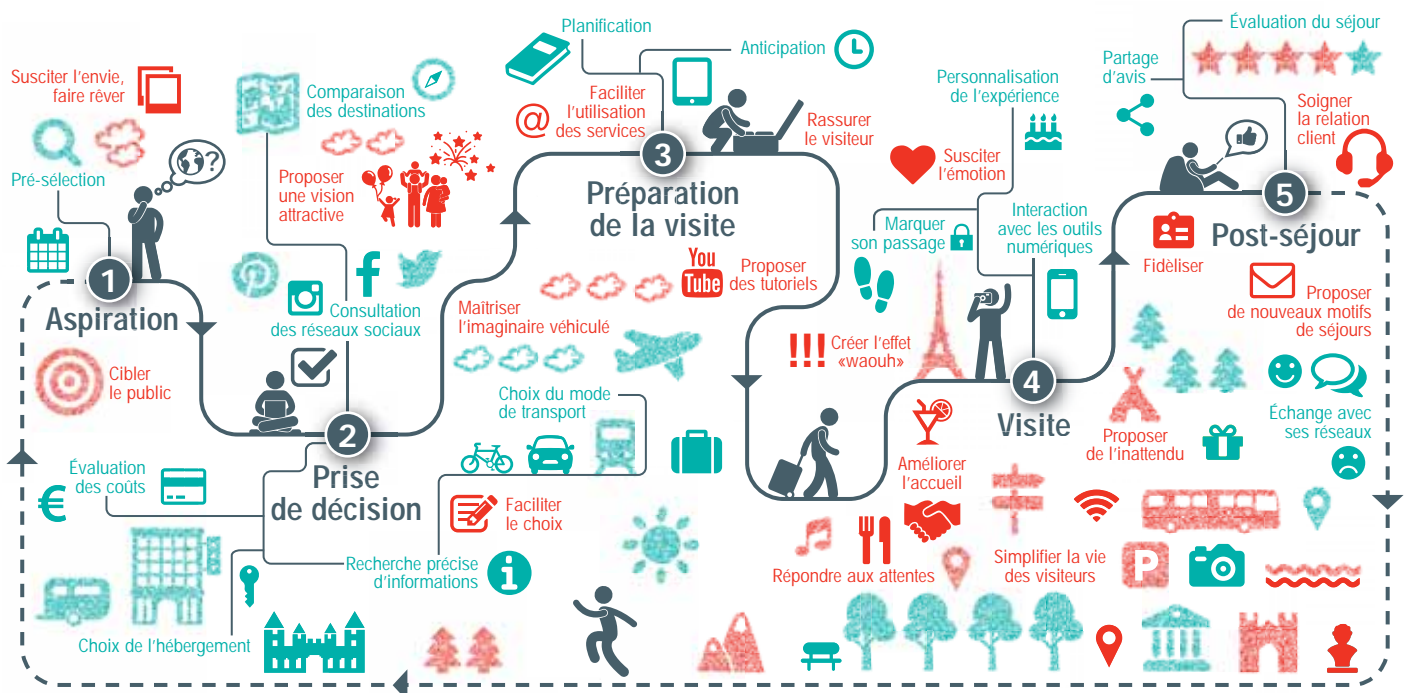 Susciter l'envie,
faire rêver
Pré-sélection
?
1
Aspiration
Cibler
le public
Comparaison
des destinations
Proposer
une vision
attractive
Consultation
des réseaux sociaux
2
Prise
de décision
Évaluation
des coûts
€
Choix de l'hébergement
Recherche précise
d'informations
i
Faciliter
le choix
Choix du mode
de transport
Maîtriser
l'imaginaire véhiculé
Planification
Anticipation
@
Faciliter
l'utilisation
des services
Rassurer
le visiteur
3
Préparation
de la visite
You
Tube
Proposer
des tutoriels
Personnalisation
de l'expérience
Susciter
l'émotion
Marquer
son passage
Interaction
avec les outils
numériques
!!!
Créer l'effet
«waouh»
4
Visite
Améliorer
l'accueil
Répondre aux attentes
Simplifier la vie
des visiteurs
P
Proposer
de l'inattendu
Évaluation du séjour
Partage
d'avis
Soigner
la relation
client
5
Post-séjour
Fidèliser
Proposer
de nouveaux motifs
de séjours
Échange avec
ses réseaux